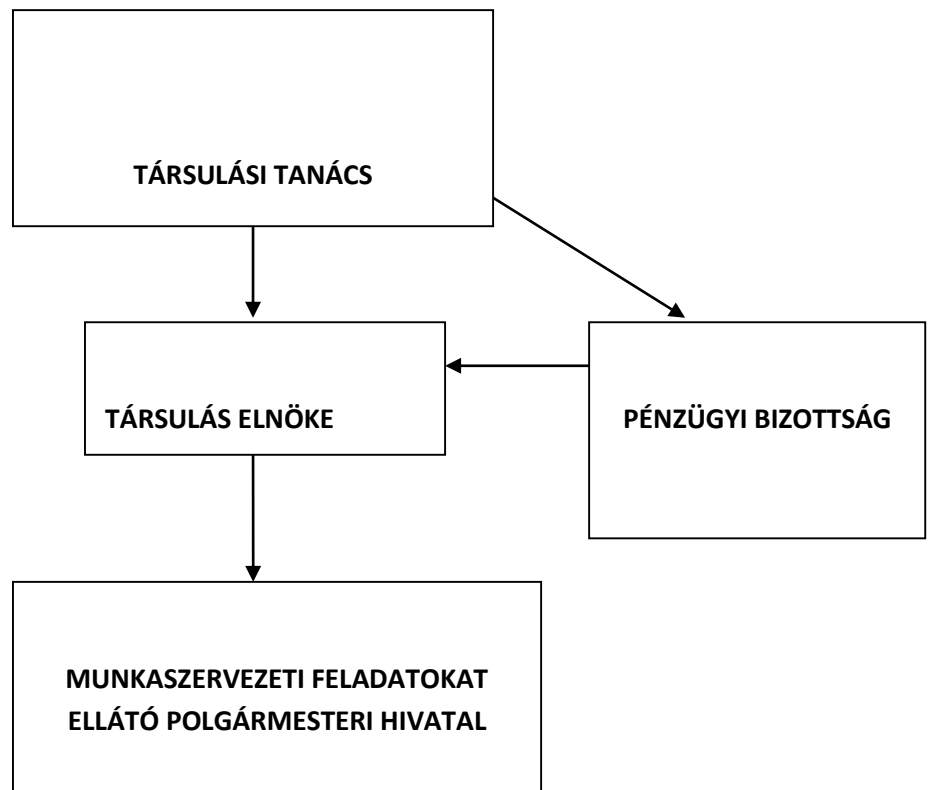 TÁRSULÁSI TANÁCS
TÁRSULÁS ELNÖKE
PÉNZÜGYI BIZOTTSÁG
MUNKASZERVEZETI FELADATOKAT
ELLÁTÓ POLGÁRMESTERI HIVATAL